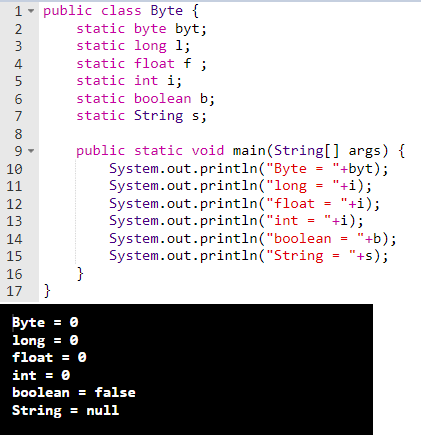 1 public class Byte {
2 static byte byt;
3 static long l;
4 static float f ;
5 static int i;
6 static boolean b;
7 static String s;
8
9 public static void main(String[] args) {
10 System.out.println("Byte = "+byt);
11 System.out.println("long = "+i);
12 System.out.println("float = "+i);
13 System.out.println("int = "+i);
14 System.out.println("boolean = "+b);
15 System.out.println("String = "+s);
16 }
17 }
Byte = 0
long = 0
float = 0
int = 0
boolean = false
String = null